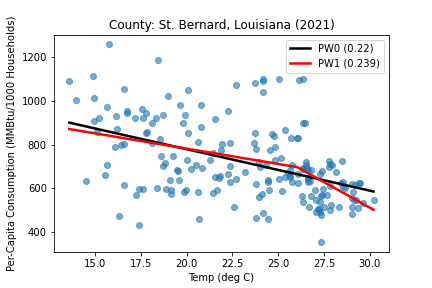 County: St. Bernard, Louisiana (2021)
PW0 (0.22)
PW1 (0.239)
Per-Capita Consumption (MMBtu/1000 Households)
1200
1000
800
600
400
15.0 17.5 20.0 22.5 25.0 27.5 30.0
Temp (deg C)